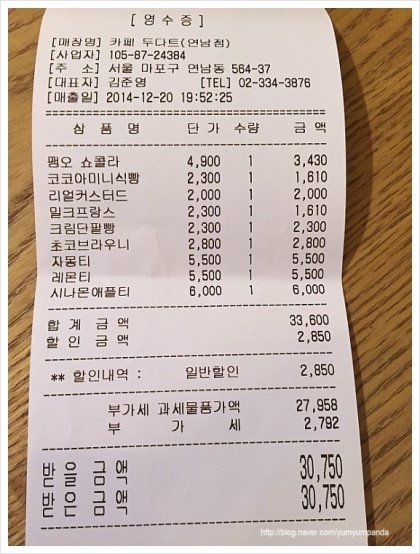 [ 영 수 증 ]
[매장명] 카페 두다트(연남점)
[사업자] 105-87-24384
[주 소] 서울 마포구 연남동 564-37
[대표자] 김준영 [TEL] 02-334-3876
[매출일] 2014-12-20 19:52:25
상 품 명 단 가 수량 금 액
팽오 쇼콜라 4,900 1 3,430
코코아미니식빵 2,300 1 1,610
리얼커스터드 2,000 1 2,000
밀크프랑스 2,300 1 1,610
크림단팥빵 2,300 1 2,300
초코브라우니 2,800 1 2,800
자몽티 5,500 1 5,500
레몬티 5,500 1 5,500
시나몬애플티 6,000 1 6,000
합 계 금 액 33,600
할 인 금 액 2,850
** 할인내역 : 일반할인 2,850
부가세 과세물품가액 27,958
부 가 세 2,792
받 을 금 액 30,750
받 은 금 액 30,750
http://blog.naver.com/yumyumpanda